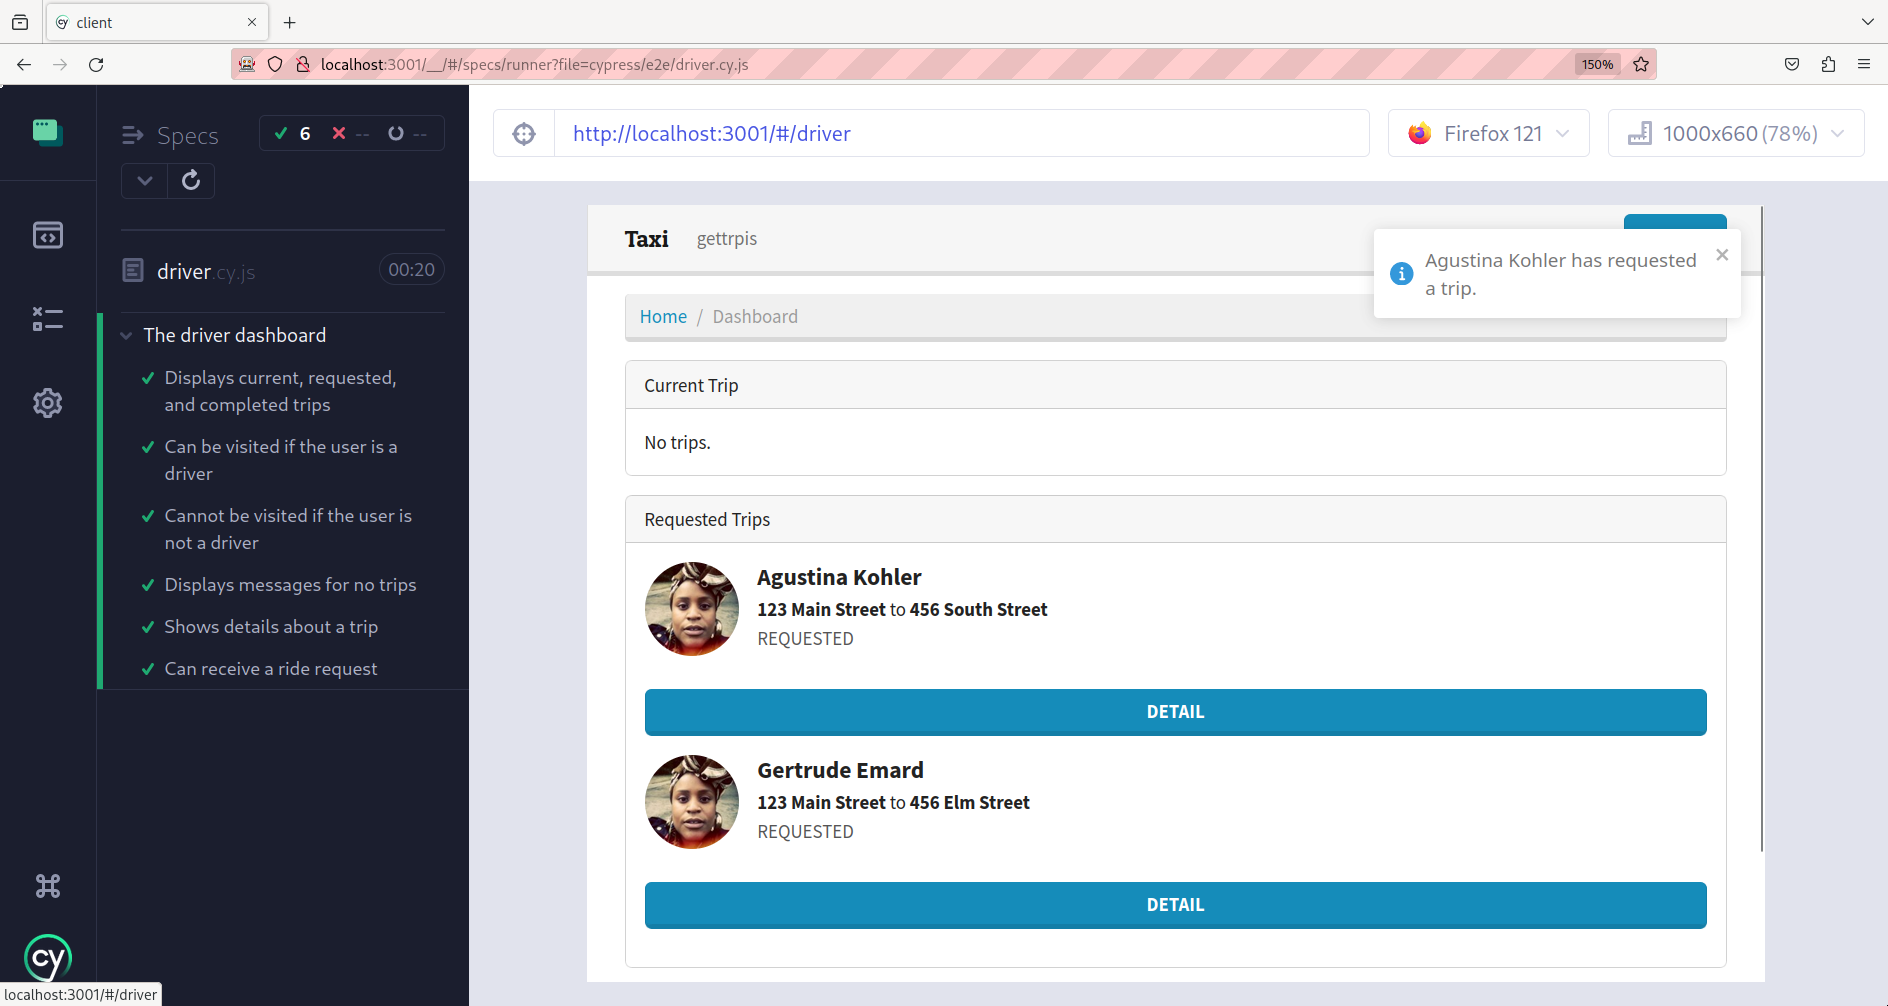 client
localhost:3001/__/#/specs/runner?file=cypress/e2e/driver.cy.js
150%
Specs
6
--
--
driver.cy.js
00:20
The driver dashboard
Displays current, requested,
and completed trips
Can be visited if the user is a
driver
Cannot be visited if the user is
not a driver
Displays messages for no trips
Shows details about a trip
Can receive a ride request
cy
localhost:3001/#/driver
http://localhost:3001/#/driver
Firefox 121
1000x660 (78%)
Taxi
gettrpis
Agustina Kohler has requested
a trip.
Home / Dashboard
Current Trip
No trips.
Requested Trips
Agustina Kohler
123 Main Street to 456 South Street
REQUESTED
DETAIL
Gertrude Emard
123 Main Street to 456 Elm Street
REQUESTED
DETAIL